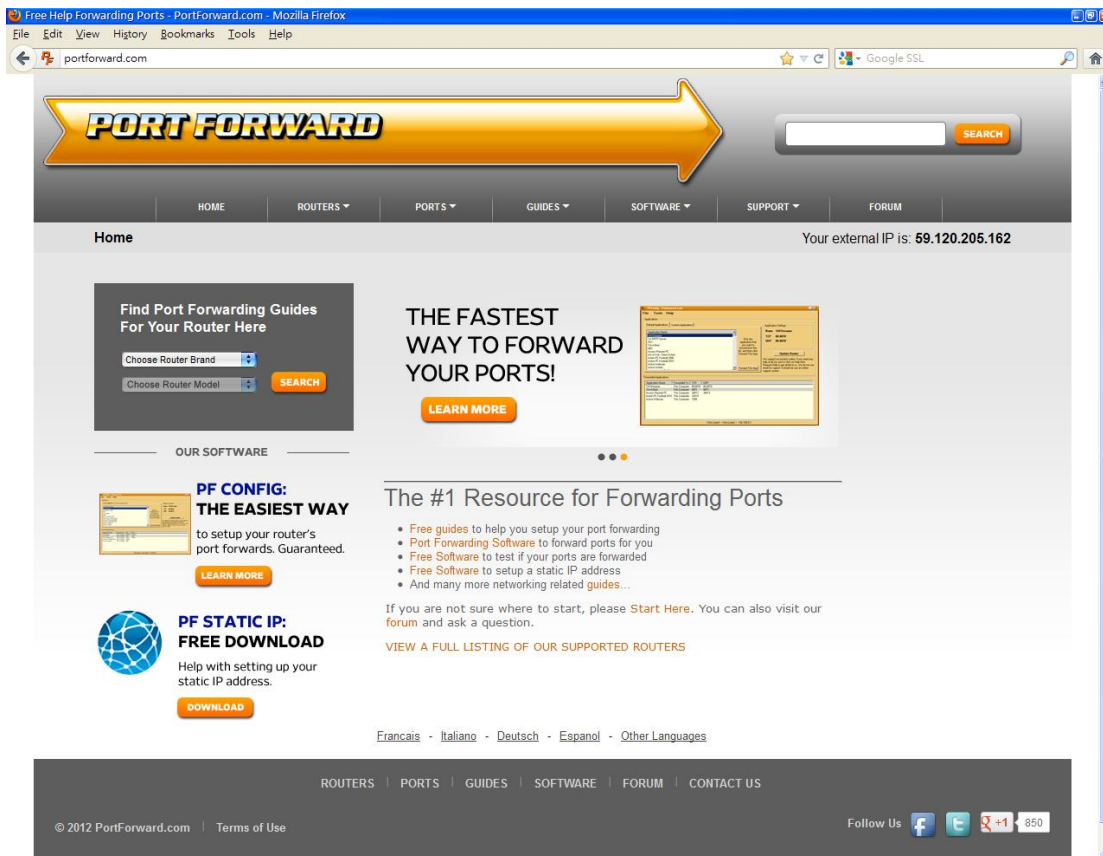 Free Help Forwarding Ports - PortForward.com - Mozilla Firefox
File Edit View History Bookmarks Tools Help
portforward.com
Google SSL
PORT FORWARD
SEARCH
HOME ROUTERS PORTS GUIDES SOFTWARE SUPPORT FORUM
Home
Your external IP is: 59.120.205.162
Find Port Forwarding Guides
For Your Router Here
Choose Router Brand
Choose Router Model
SEARCH
THE FASTEST
WAY TO FORWARD
YOUR PORTS!
LEARN MORE
OUR SOFTWARE
PF CONFIG:
THE EASIEST WAY
to setup your router's
port forwards. Guaranteed.
LEARN MORE
PF STATIC IP:
FREE DOWNLOAD
Help with setting up your
static IP address.
DOWNLOAD
The #1 Resource for Forwarding Ports
Free guides to help you setup your port forwarding
Port Forwarding Software to forward ports for you
Free Software to test if your ports are forwarded
Free Software to setup a static IP address
And many more networking related guides...
If you are not sure where to start, please Start Here. You can also visit our
forum and ask a question.
VIEW A FULL LISTING OF OUR SUPPORTED ROUTERS
Francais - Italiano - Deutsch - Espanol - Other Languages
ROUTERS | PORTS | GUIDES | SOFTWARE | FORUM | CONTACT US
© 2012 PortForward.com | Terms of Use
Follow Us f t g +1 850